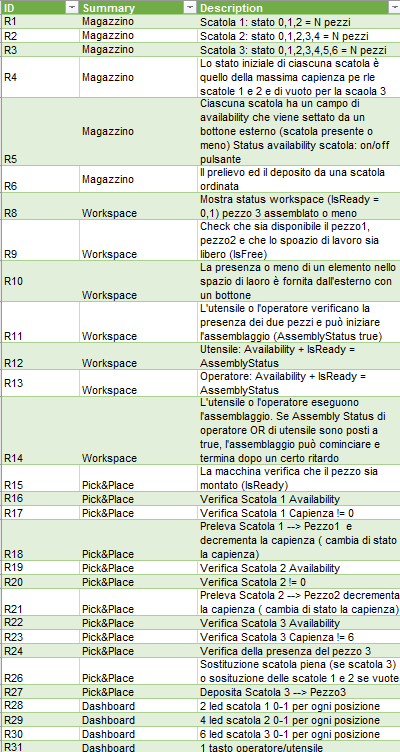 ID Summary Description
R1 Magazzino Scatola 1: stato 0,1,2 = N pezzi
R2 Magazzino Scatola 2: stato 0,1,2,3,4 = N pezzi
R3 Magazzino Scatola 3: stato 0,1,2,3,4,5,6 = N pezzi
Lo stato iniziale di ciascuna scatola è
R4 Magazzino quello della massima capienza pe rle
scatole 1 e 2 e di vuoto per la scaola 3
Ciascuna scatola ha un campo di
availability che viene settato da un
Magazzino bottone esterno (scatola presente o
meno) Status availability scatola: on/off
R5 pulsante
Magazzino Il prelievo ed il deposito da una scatola
R6 ordinata
Mostra status workspace (IsReady =
R8 Workspace 0,1) pezzo 3 assemblato o meno
Check che sia disponibile il pezzo1,
pezzo2 e che lo spoazio di lavoro sia
R9 Workspace libero (IsFree)
La presenza o meno di un elemento nello
R10 spazio di laoro è fornita dall'esterno con
Workspace un bottone
L'utensile o l'operatore verificano la
presenza dei due pezzi e può iniziare
R11 Workspace l'assemblaggio (AssemblyStatus true)
Utensile: Availability + IsReady =
R12 Workspace AssemblyStatus
R13 Operatore: Availability + IsReady =
Workspace AssemblyStatus
L'utensile o l'operatore eseguono
l'assemblaggio. Se Assembly Status di
operatore OR di utensile sono posti a
true, l'assemblaggio può cominciare e
R14 Workspace termina dopo un certo ritardo
La macchina verifica che il pezzo sia
R15 Pick&Place montato (IsReady)
R16 Pick&Place Verifica Scatola 1 Availability
R17 Pick&Place Verifica Scatola 1 Capienza != 0
Preleva Scatola 1 --> Pezzo1 e
decrementa la capienza ( cambia di stato
R18 Pick&Place la capienza)
R19 Pick&Place Verifica Scatola 2 Availability
R20 Pick&Place Verifica Scatola 2 != 0
Preleva Scatola 2 --> Pezzo2 decrementa
R21 Pick&Place la capienza ( cambia di stato la capienza)
R22 Pick&Place Verifica Scatola 3 Availability
R23 Pick&Place Verifica Scatola 3 Capienza != 6
R24 Pick&Place Verifica della presenza del pezzo 3
Sostituzione scatola piena (se scatola 3)
R26 Pick&Place o sosituzione delle scatole 1 e 2 se vuote
R27 Pick&Place Deposita Scatola 3 --> Pezzo3
R28 Dashboard 2 led scatola 1 0-1 per ogni posizione
R29 Dashboard 4 led scatola 2 0-1 per ogni posizione
R30 Dashboard 6 led scatola 3 0-1 per ogni posizione
R31 Dashboard 1 tasto operatore/utensile